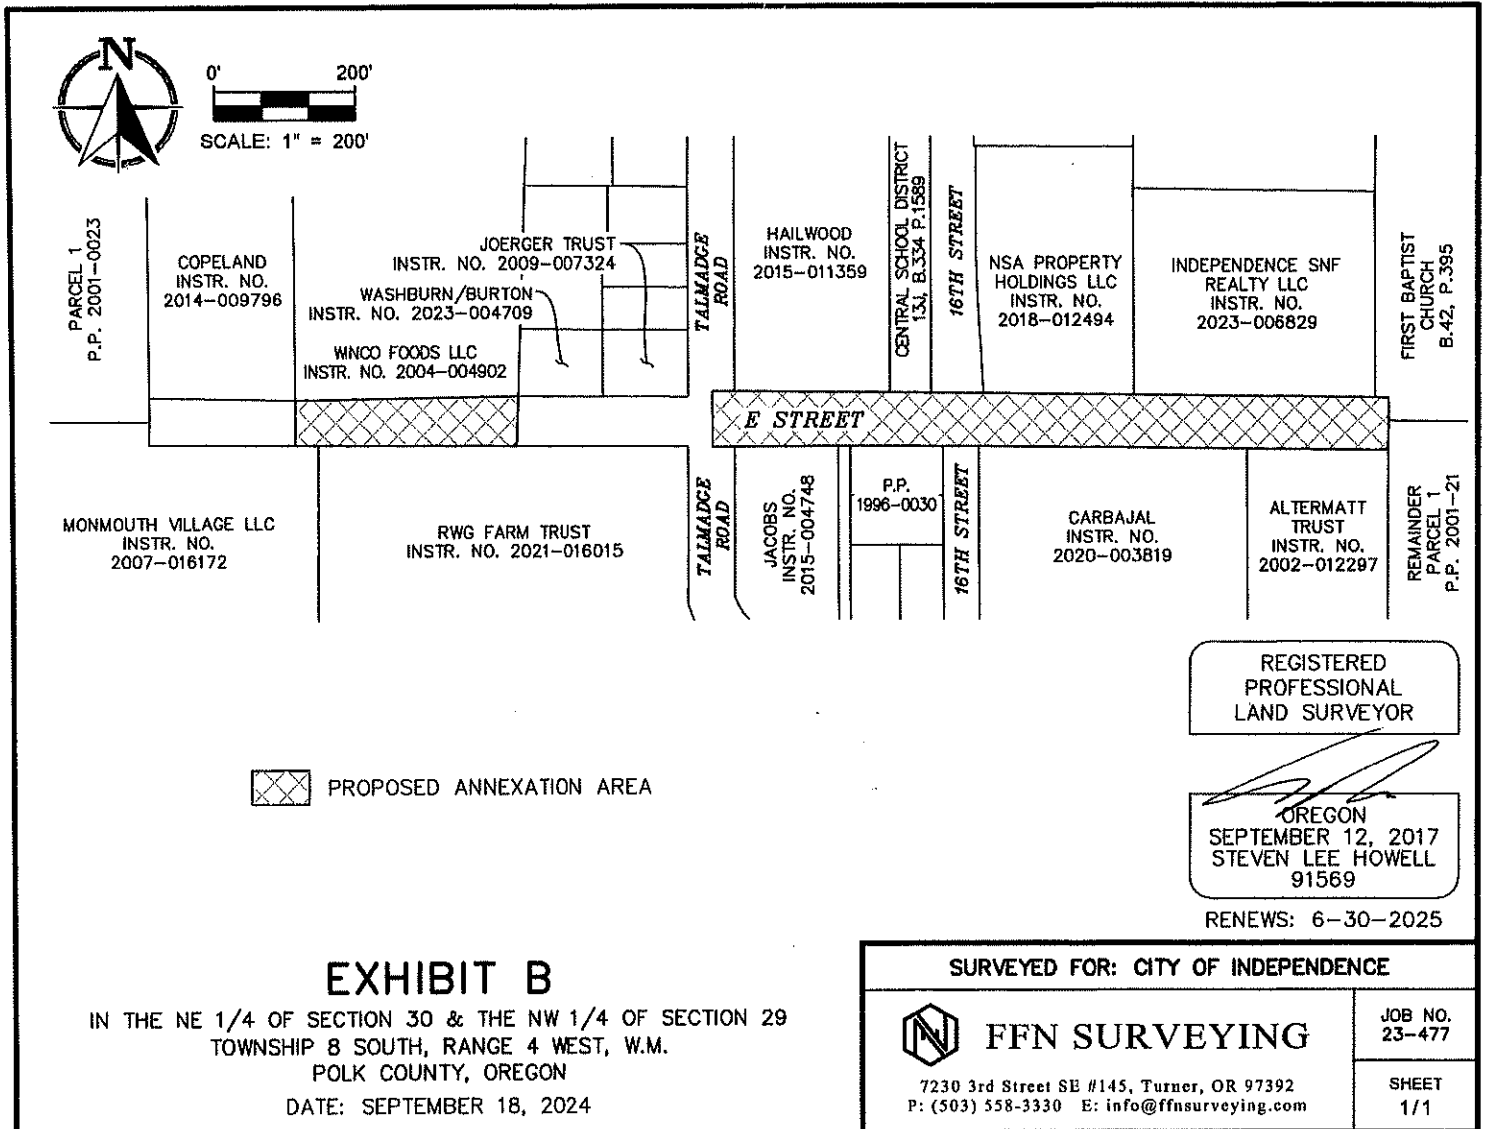 N
0' 200'
SCALE: 1" = 200'
PARCEL 1
P.P. 2001-0023
COPELAND
INSTR. NO.
2014-009796
JOERGER TRUST
INSTR. NO. 2009-007324
WASHBURN/BURTON
INSTR. NO. 2023-004709
WINCO FOODS LLC
INSTR. NO. 2004-004902
TALMADGE
ROAD
HAILWOOD
INSTR. NO.
2015-011359
CENTRAL SCHOOL DISTRICT
13J, B.334 P.1589
16TH STREET
NSA PROPERTY
HOLDINGS LLC
INSTR. NO.
2018-012494
INDEPENDENCE SNF
REALTY LLC
INSTR. NO.
2023-006829
FIRST BAPTIST
CHURCH
B.42, P.395
E STREET
MONMOUTH VILLAGE LLC
INSTR. NO.
2007-016172
RWG FARM TRUST
INSTR. NO. 2021-016015
TALMADGE
ROAD
JACOBS
INSTR. NO.
2015-004748
P.P.
1996-0030
16TH STREET
CARBAJAL
INSTR. NO.
2020-003819
ALTERMATT
TRUST
INSTR. NO.
2002-012297
REMAINDER
PARCEL 1
P.P. 2001-21
PROPOSED ANNEXATION AREA
REGISTERED
PROFESSIONAL
LAND SURVEYOR
OREGON
SEPTEMBER 12, 2017
STEVEN LEE HOWELL
91569
RENEWS: 6-30-2025
EXHIBIT B
IN THE NE 1/4 OF SECTION 30 & THE NW 1/4 OF SECTION 29
TOWNSHIP 8 SOUTH, RANGE 4 WEST, W.M.
POLK COUNTY, OREGON
DATE: SEPTEMBER 18, 2024
SURVEYED FOR: CITY OF INDEPENDENCE
FFN SURVEYING
7230 3rd Street SE #145, Turner, OR 97392
P: (503) 558-3330 E: info@ffnsurveying.com
JOB NO.
23-477
SHEET
1/1